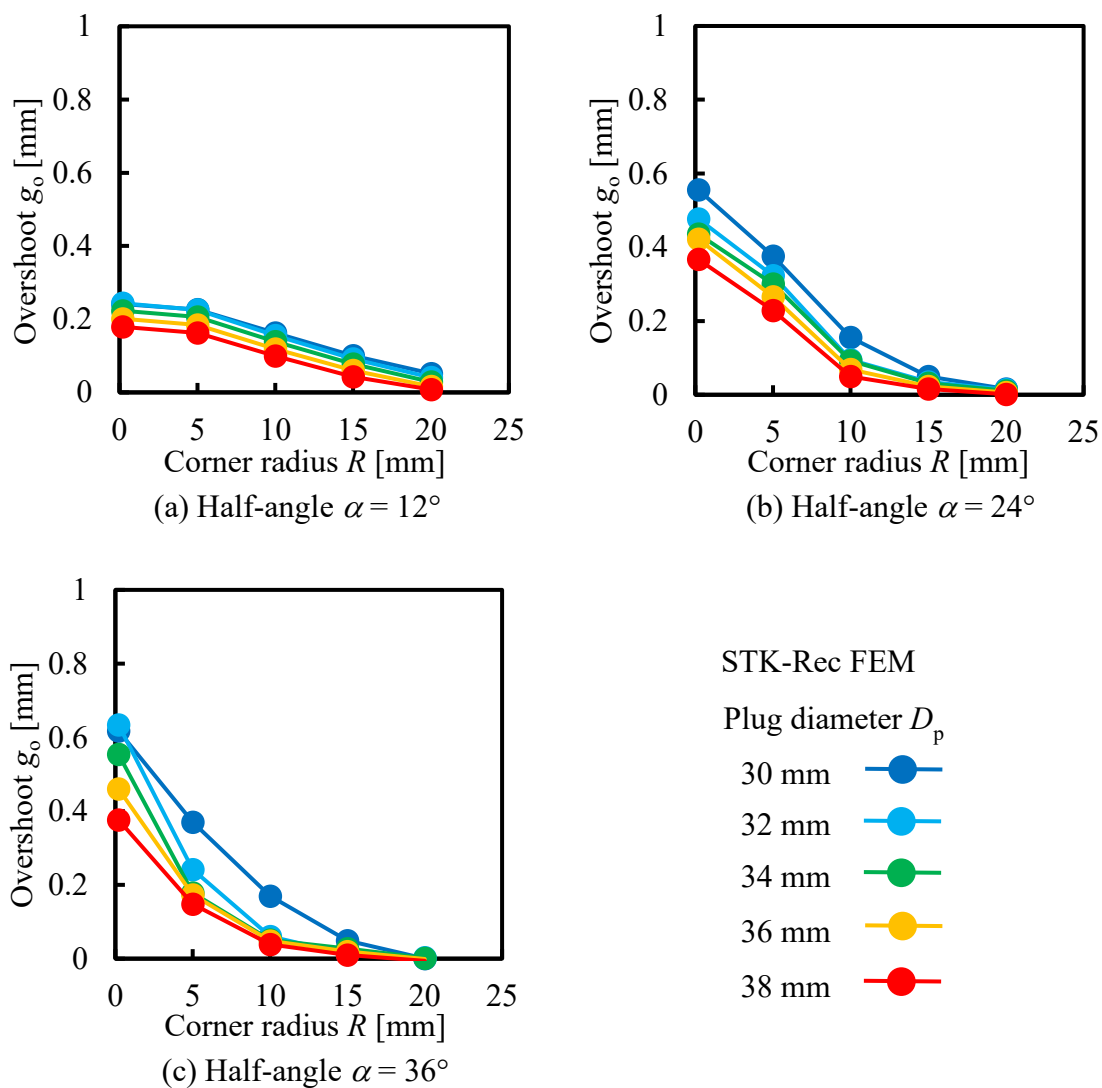 1
0.8
0.6
0.4
0.2
0
Overshoot gₒ [mm]
0 5 10 15 20 25
Corner radius R [mm]
(a) Half-angle α = 12°
1
0.8
0.6
0.4
0.2
0
Overshoot gₒ [mm]
0 5 10 15 20 25
Corner radius R [mm]
(b) Half-angle α = 24°
1
0.8
0.6
0.4
0.2
0
Overshoot gₒ [mm]
0 5 10 15 20 25
Corner radius R [mm]
(c) Half-angle α = 36°
STK-Rec FEM
Plug diameter Dₚ
30 mm
32 mm
34 mm
36 mm
38 mm